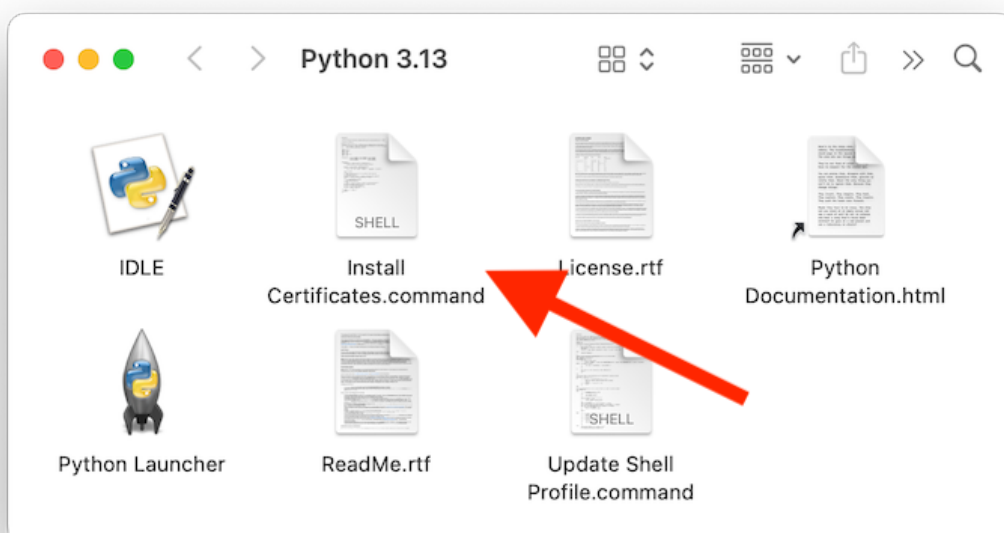 Python 3.13
SHELL
IDLE
Install
Certificates.command
License.rtf
Python
Documentation.html
SHELL
Python Launcher
ReadMe.rtf
Update Shell
Profile.command